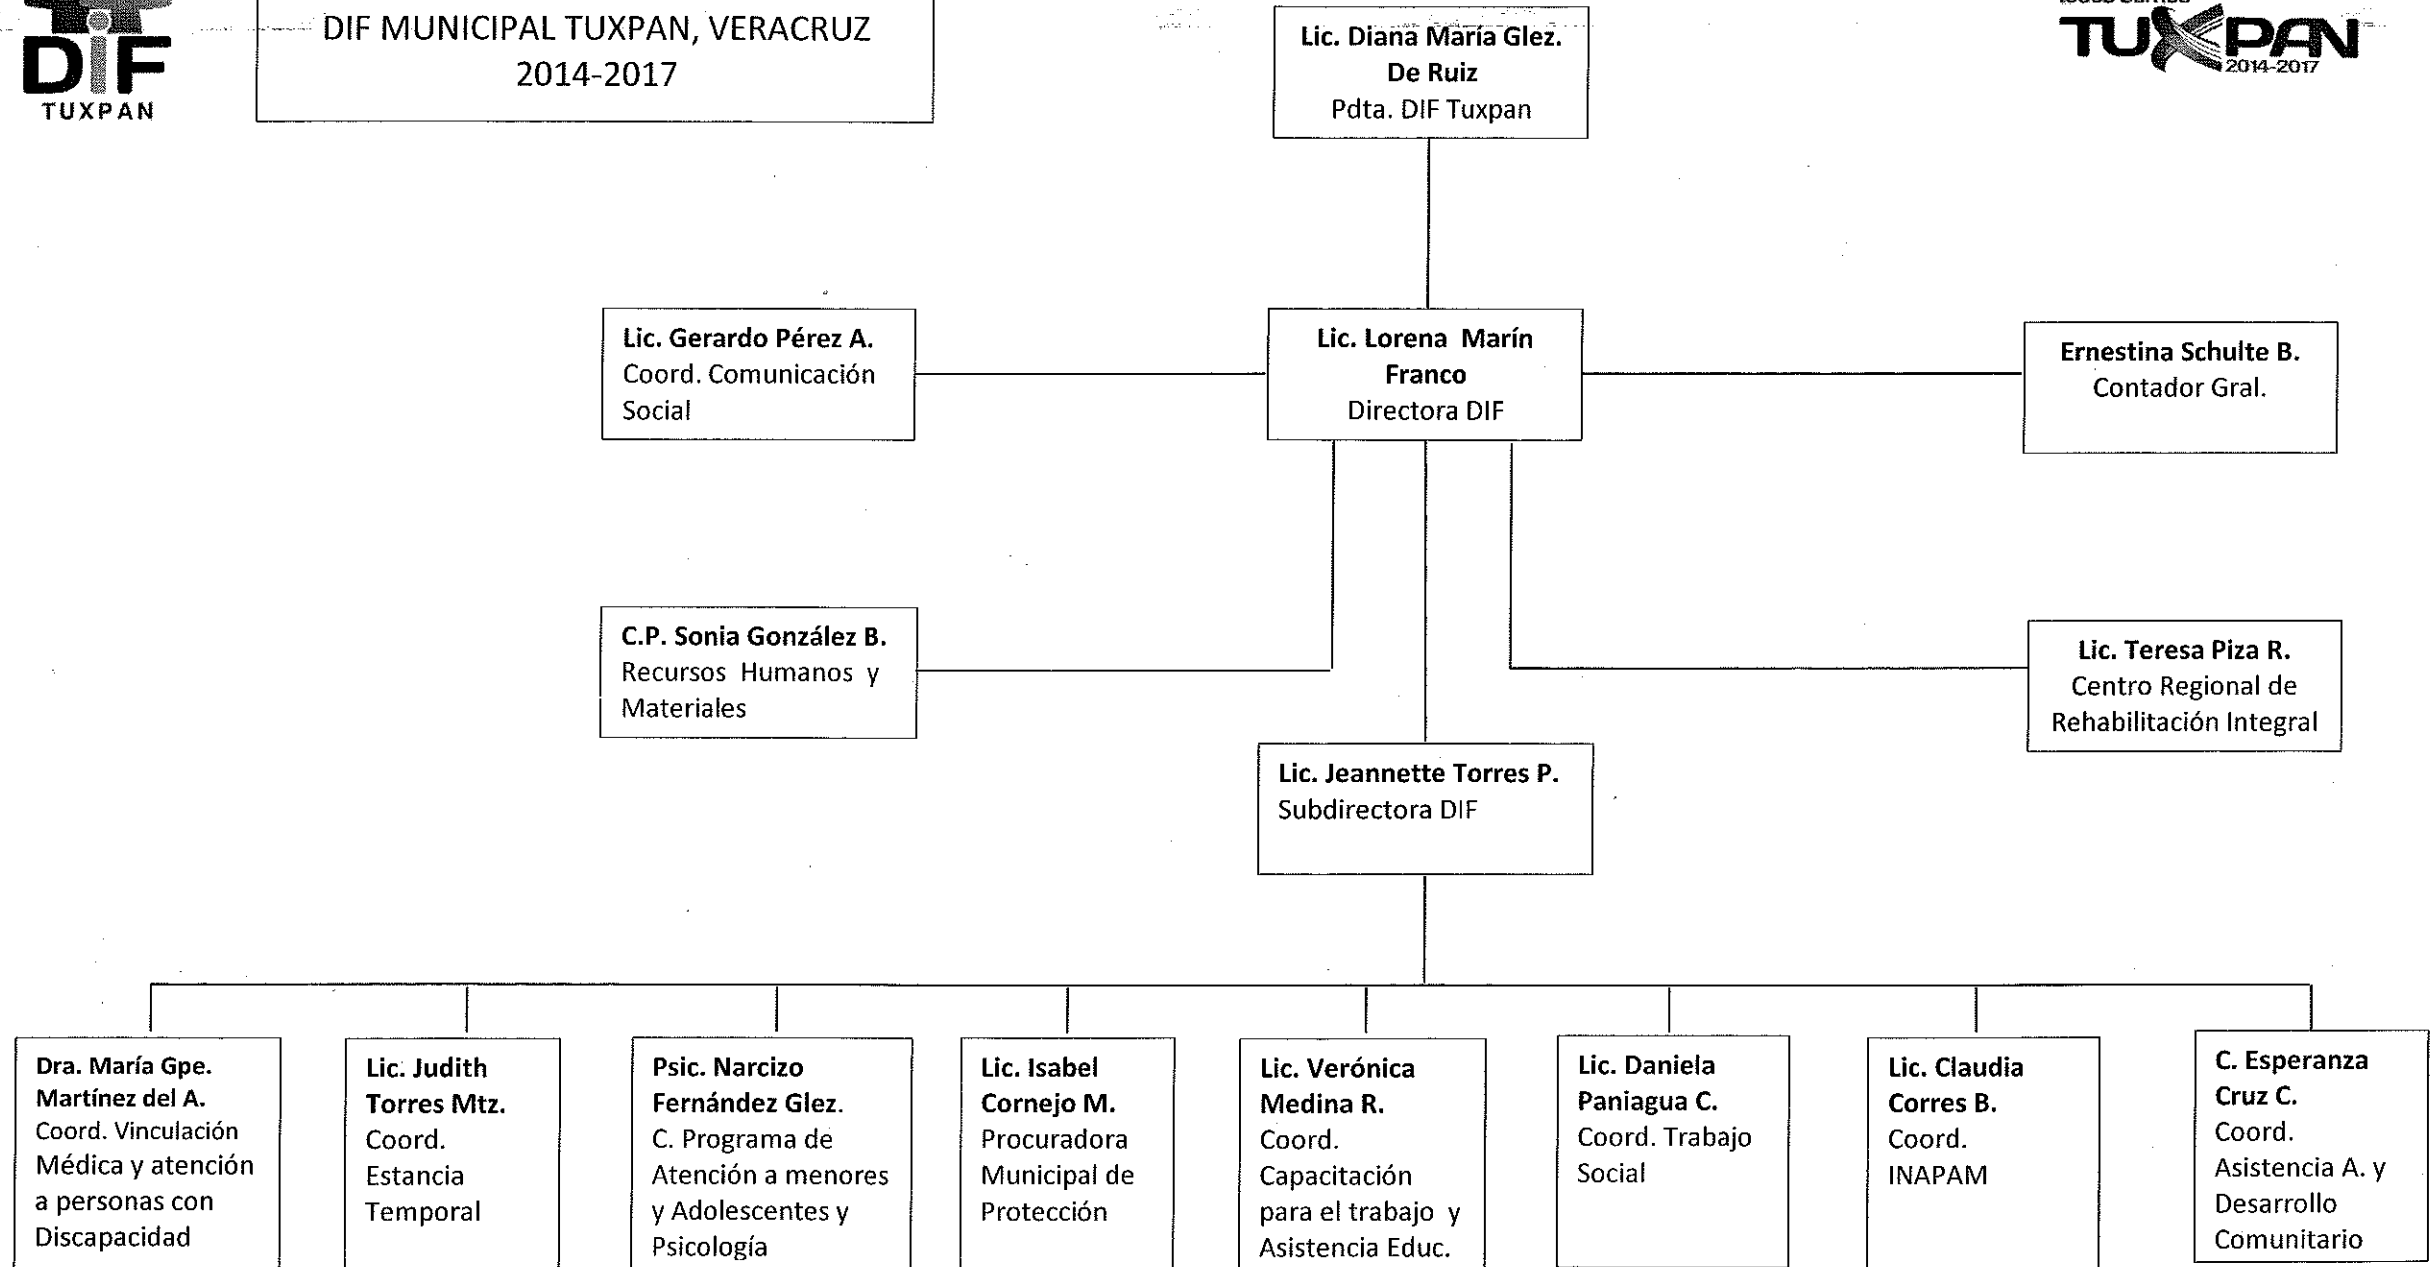 DIF
TUXPAN
DIF MUNICIPAL TUXPAN, VERACRUZ
2014-2017
Lic. Diana María Glez.
De Ruiz
Pdta. DIF Tuxpan
TUXPAN
2014-2017
Lic. Gerardo Pérez A.
Coord. Comunicación
Social
Lic. Lorena Marín
Franco
Directora DIF
Ernestina Schulte B.
Contador Gral.
C.P. Sonia González B.
Recursos Humanos y
Materiales
Lic. Teresa Piza R.
Centro Regional de
Rehabilitación Integral
Lic. Jeannette Torres P.
Subdirectora DIF
Dra. María Gpe.
Martínez del A.
Coord. Vinculación
Médica y atención
a personas con
Discapacidad
Lic. Judith
Torres Mtz.
Coord.
Estancia
Temporal
Psic. Narcizo
Fernández Glez.
C. Programa de
Atención a menores
y Adolescentes y
Psicología
Lic. Isabel
Cornejo M.
Procuradora
Municipal de
Protección
Lic. Verónica
Medina R.
Coord.
Capacitación
para el trabajo y
Asistencia Educ.
Lic. Daniela
Paniagua C.
Coord. Trabajo
Social
Lic. Claudia
Corres B.
Coord.
INAPAM
C. Esperanza
Cruz C.
Coord.
Asistencia A. y
Desarrollo
Comunitario